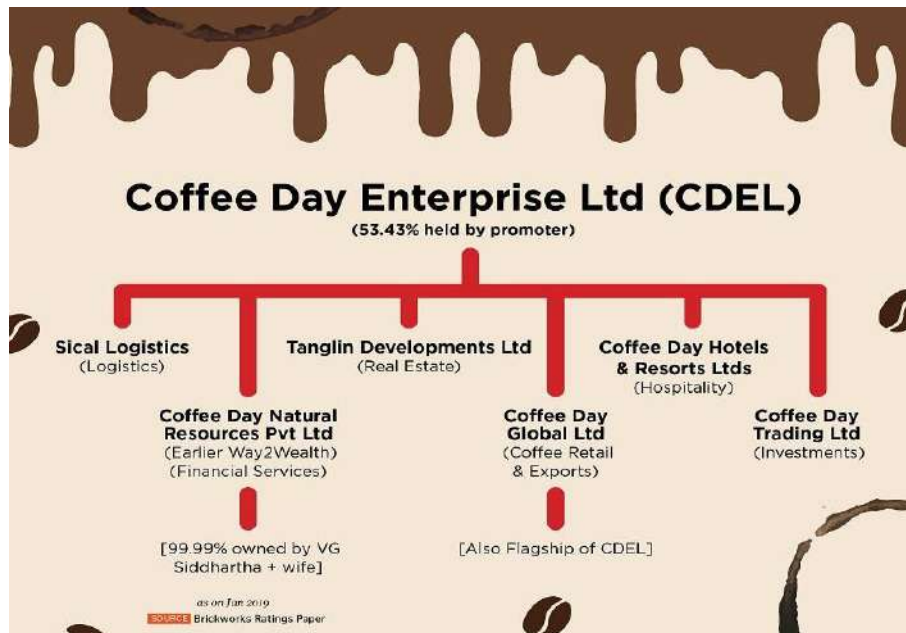 Coffee Day Enterprise Ltd (CDEL)
(53.43% held by promoter)
Sical Logistics
(Logistics)
Tanglin Developments Ltd
(Real Estate)
Coffee Day Hotels
& Resorts Ltds
(Hospitality)
Coffee Day Natural
Resources Pvt Ltd
(Earlier Way2Wealth)
(Financial Services)
Coffee Day
Global Ltd
(Coffee Retail
& Exports)
Coffee Day
Trading Ltd
(Investments)
[99.99% owned by VG
Siddhartha + wife]
[Also Flagship of CDEL]
as on Jan 2019
SOURCE Brickworks Ratings Paper